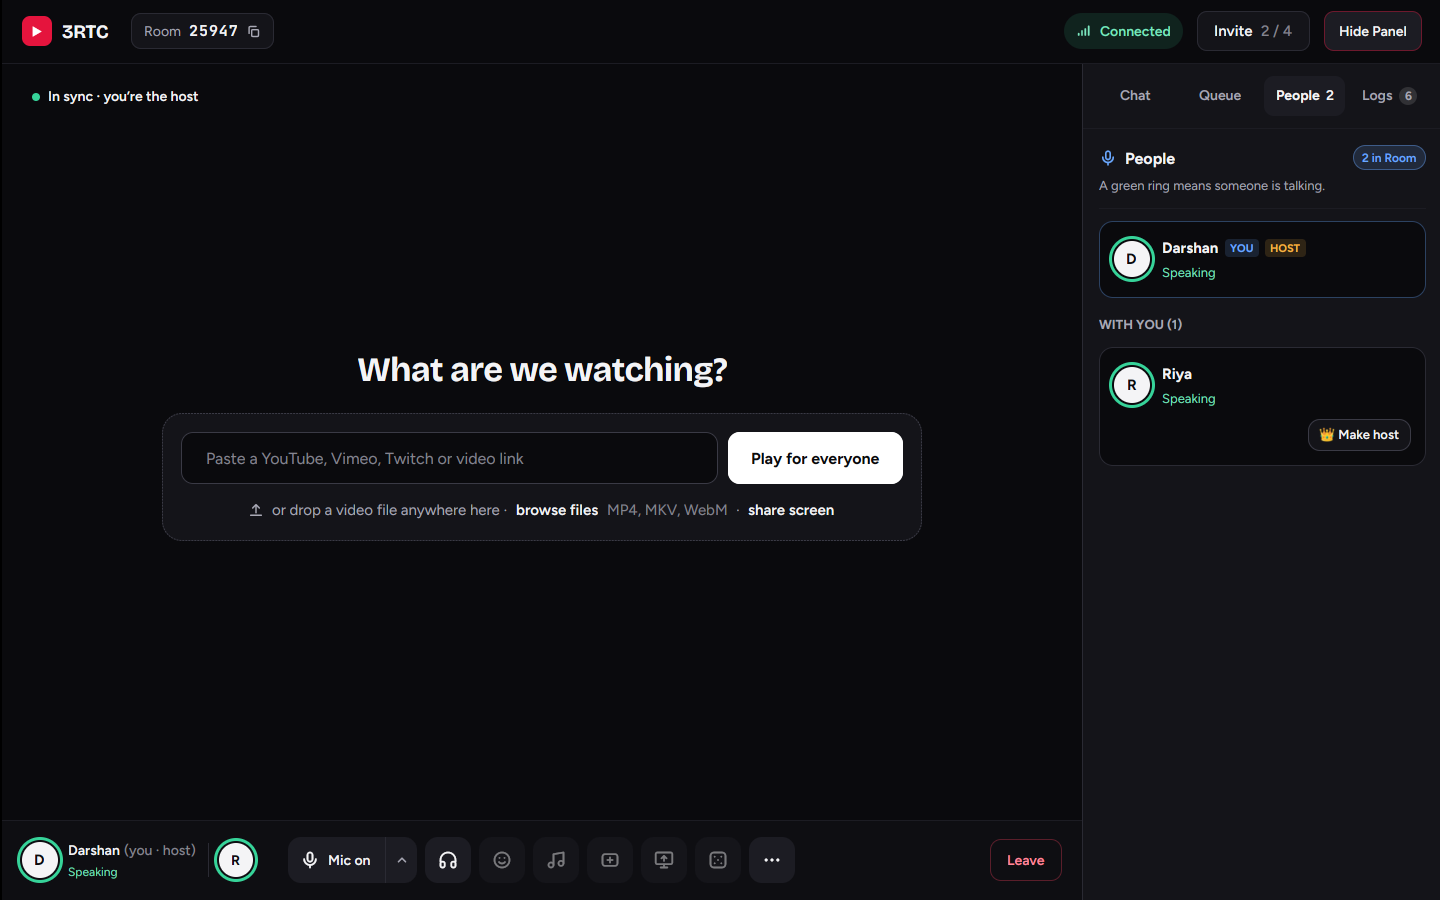 3RTC
Room 25947
Connected
Invite 2 / 4
Hide Panel
In sync · you're the host
Chat
Queue
People 2
Logs 6
People
2 in Room
A green ring means someone is talking.
D
Darshan YOU HOST
Speaking
WITH YOU (1)
R
Riya
Speaking
👑 Make host
What are we watching?
Paste a YouTube, Vimeo, Twitch or video link
Play for everyone
or drop a video file anywhere here · browse files MP4, MKV, WebM · share screen
D
Darshan (you · host)
Speaking
R
Mic on
Leave